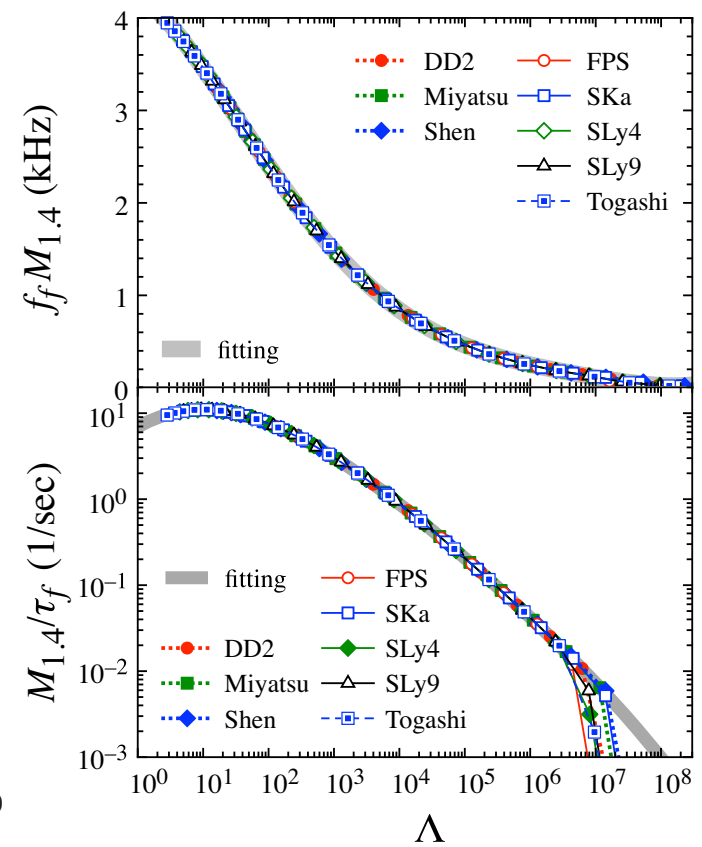 4
3
2
1
0
f_f M_{1.4} (kHz)
DD2
Miyatsu
Shen
FPS
SKa
SLy4
SLy9
Togashi
fitting
10^1
10^0
10^{-1}
10^{-2}
10^{-3}
M_{1.4}/τ_f (1/sec)
fitting
DD2
Miyatsu
Shen
FPS
SKa
SLy4
SLy9
Togashi
10^0 10^1 10^2 10^3 10^4 10^5 10^6 10^7 10^8
Λ